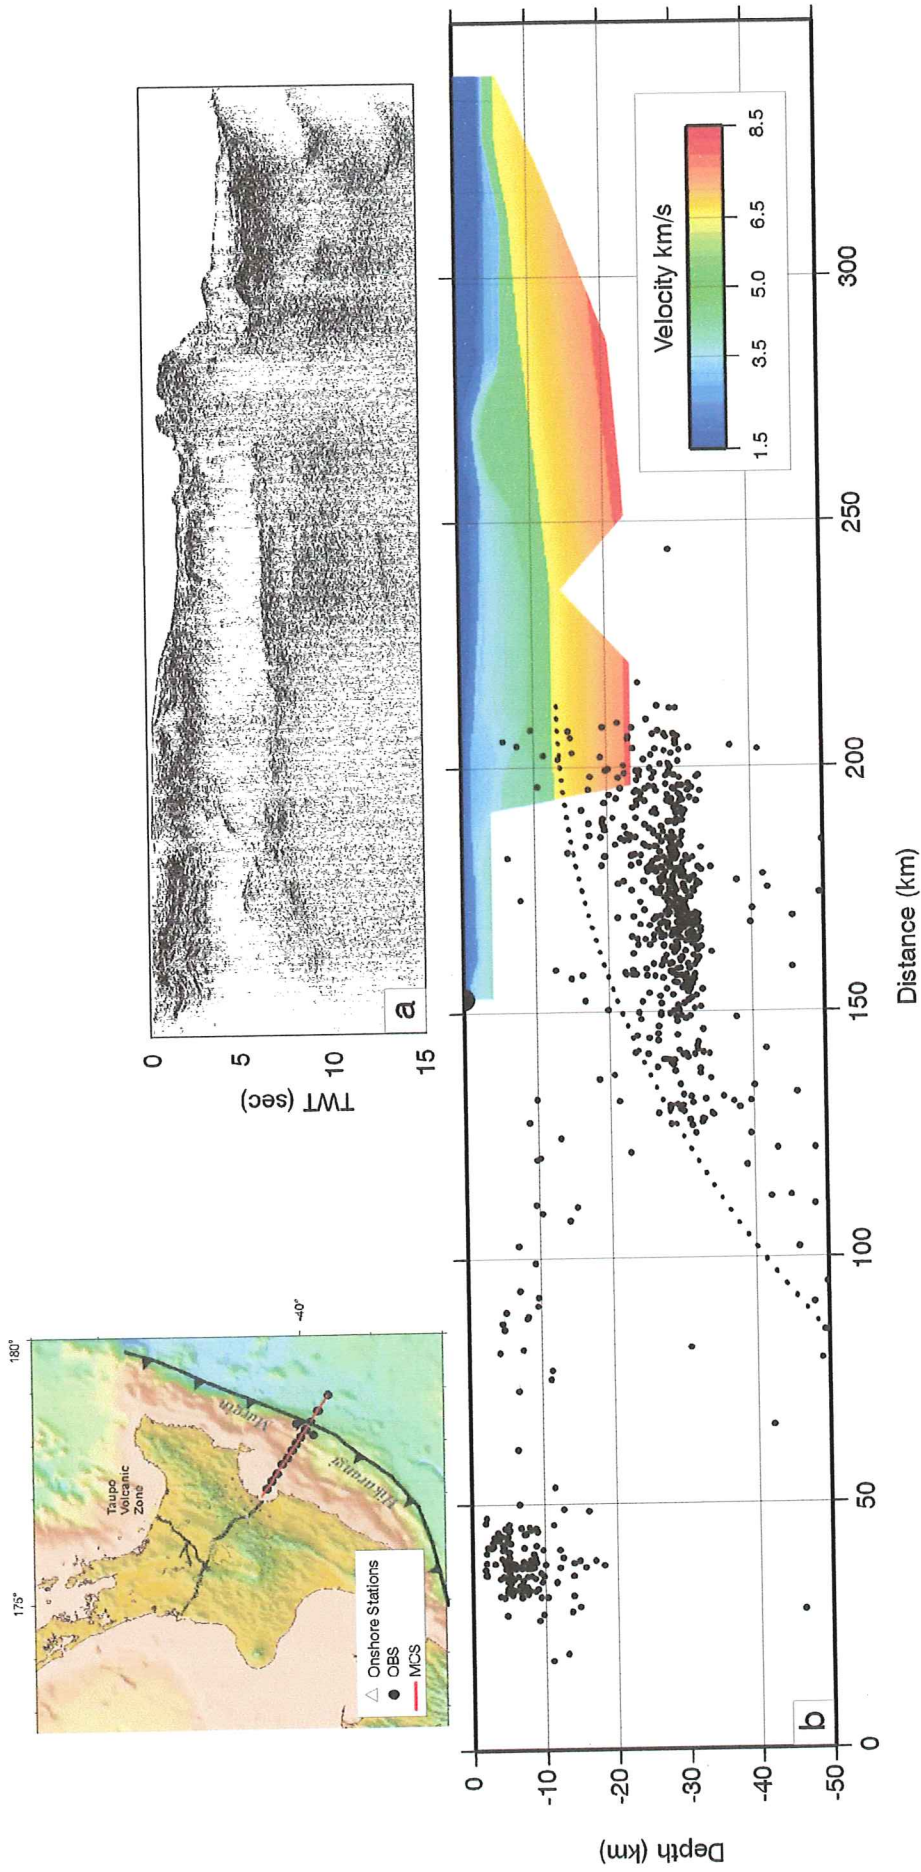 180°
175°
-40°
Taupo
Volcanic
Zone
Hikurangi
Margin
Onshore Stations
OBS
MCS
0
5
10
15
TWT (sec)
a
Velocity km/s
1.5
3.5
5.0
6.5
8.5
0
-10
-20
-30
-40
-50
Depth (km)
b
0
50
100
150
200
250
300
Distance (km)